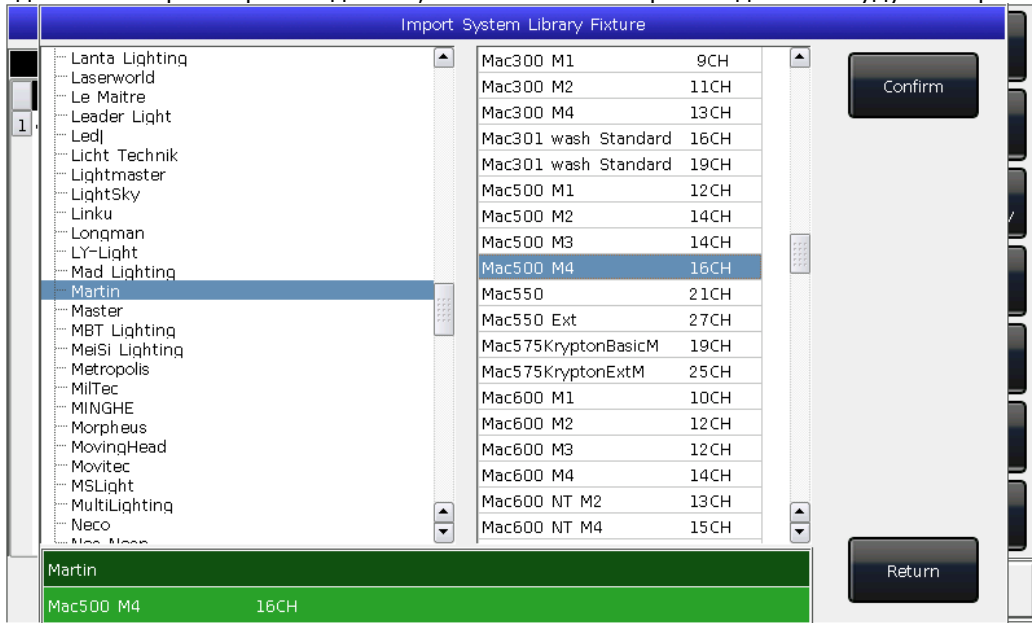 Import System Library Fixture
Lanta Lighting
Laserworld
Le Maitre
Leader Light
Led|
Licht Technik
Lightmaster
LightSky
Linku
Longman
LY-Light
Mad Lighting
Martin
Master
MBT Lighting
MeiSi Lighting
Metropolis
MilTec
MINGHE
Morpheus
MovingHead
Movitec
MSLight
MultiLighting
Neco
Mac300 M1 9CH
Mac300 M2 11CH
Mac300 M4 13CH
Mac301 wash Standard 16CH
Mac301 wash Standard 19CH
Mac500 M1 12CH
Mac500 M2 14CH
Mac500 M3 14CH
Mac500 M4 16CH
Mac550 21CH
Mac550 Ext 27CH
Mac575KryptonBasicM 19CH
Mac575KryptonExtM 25CH
Mac600 M1 10CH
Mac600 M2 12CH
Mac600 M3 12CH
Mac600 M4 14CH
Mac600 NT M2 13CH
Mac600 NT M4 15CH
Confirm
Return
1
Martin
Mac500 M4 16CH